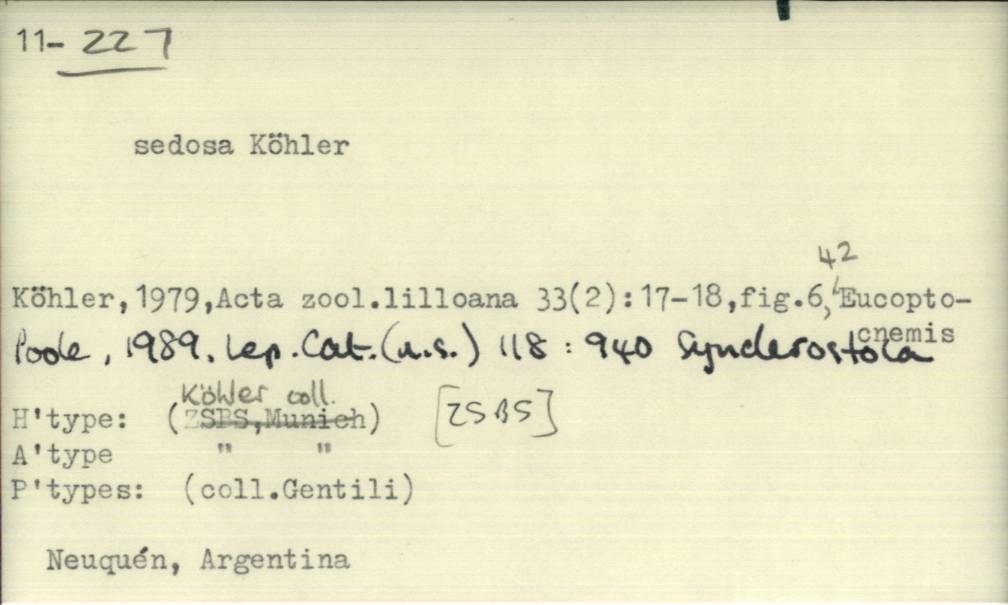 11- 227
sedosa Köhler
42
Köhler,1979,Acta zool.lilloana 33(2):17-18,fig.6,Eucopto-
cnemis
Poole, 1989. Lep. Cat. (n.s.) 118 : 940 Synderostola
Köhler coll.
H'type: (ZSBS,Munich) [ZSBS]
A'type " "
P'types: (coll.Gentili)
Neuquén, Argentina